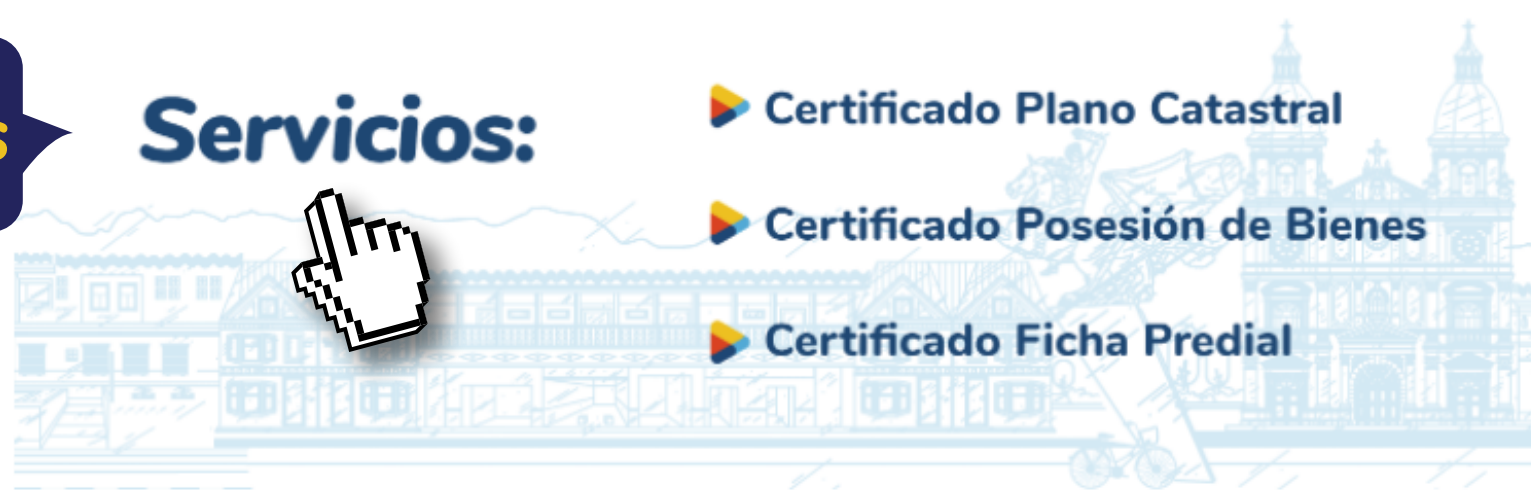 Servicios:
Certificado Plano Catastral
Certificado Posesión de Bienes
Certificado Ficha Predial